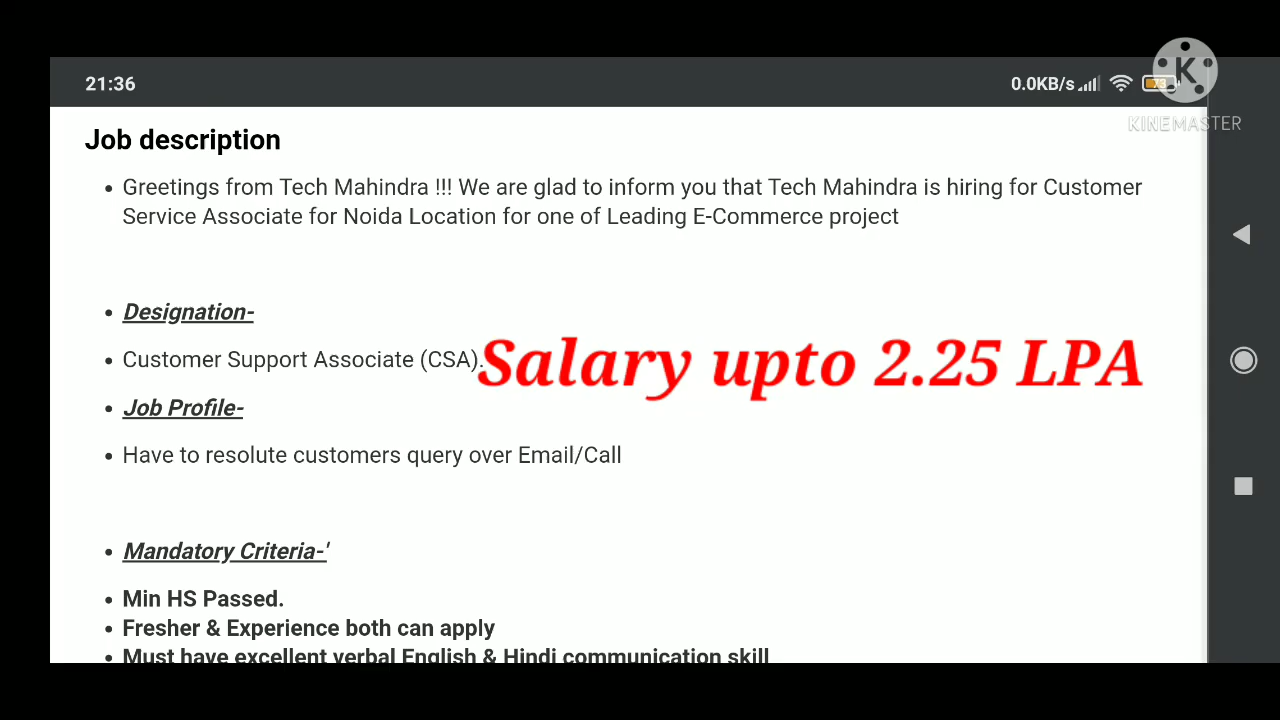 21:36
0.0KB/s
73
K
KINEMASTER
Job description
• Greetings from Tech Mahindra !!! We are glad to inform you that Tech Mahindra is hiring for Customer
Service Associate for Noida Location for one of Leading E-Commerce project
• Designation-
• Customer Support Associate (CSA).
Salary upto 2.25 LPA
• Job Profile-
• Have to resolute customers query over Email/Call
• Mandatory Criteria-'
• Min HS Passed.
• Fresher & Experience both can apply
• Must have excellent verbal English & Hindi communication skill